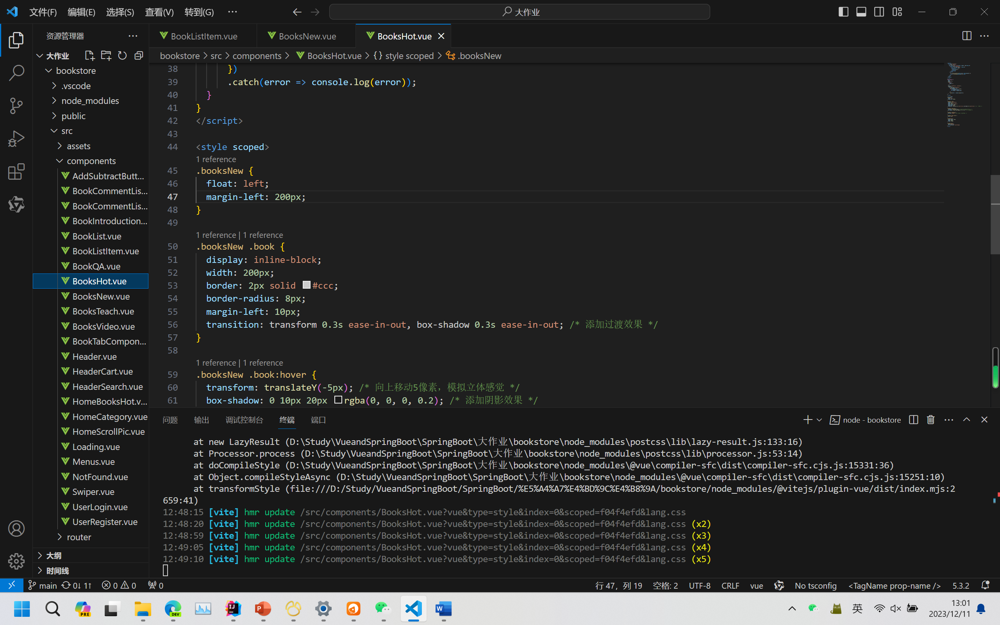 文件(F) 编辑(E) 选择(S) 查看(V) 转到(G) ··· 大作业
资源管理器
大作业
bookstore
.vscode
node_modules
public
src
assets
components
AddSubtractButt...
BookCommentLis...
BookCommentLis...
BookIntroduction...
BookList.vue
BookListItem.vue
BookQA.vue
BooksHot.vue
BooksNew.vue
BooksTeach.vue
BooksVideo.vue
BookTabCompon...
Header.vue
HeaderCart.vue
HeaderSearch.vue
HomeBooksHot.v...
HomeCategory.vue
HomeScrollPic.vue
Loading.vue
Menus.vue
NotFound.vue
Swiper.vue
UserLogin.vue
UserRegister.vue
router
大纲
时间线
BookListItem.vue BooksNew.vue BooksHot.vue
bookstore > src > components > BooksHot.vue > {} style scoped > .booksNew
38 })
39 .catch(error => console.log(error));
40 }
41 }
42 </script>
43
44 <style scoped>
1 reference
45 .booksNew {
46 float: left;
47 margin-left: 200px;
48 }
49
1 reference | 1 reference
50 .booksNew .book {
51 display: inline-block;
52 width: 200px;
53 border: 2px solid #ccc;
54 border-radius: 8px;
55 margin-left: 10px;
56 transition: transform 0.3s ease-in-out, box-shadow 0.3s ease-in-out; /* 添加过渡效果 */
57 }
58
1 reference | 1 reference
59 .booksNew .book:hover {
60 transform: translateY(-5px); /* 向上移动5像素，模拟立体感觉 */
61 box-shadow: 0 10px 20px rgba(0, 0, 0, 0.2); /* 添加阴影效果 */
问题 输出 调试控制台 终端 端口 node - bookstore
at new LazyResult (D:\Study\VueandSpringBoot\SpringBoot\大作业\bookstore\node_modules\postcss\lib\lazy-result.js:133:16)
at Processor.process (D:\Study\VueandSpringBoot\SpringBoot\大作业\bookstore\node_modules\postcss\lib\processor.js:53:14)
at doCompileStyle (D:\Study\VueandSpringBoot\SpringBoot\大作业\bookstore\node_modules\@vue\compiler-sfc\dist\compiler-sfc.cjs.js:15331:36)
at Object.compileStyleAsync (D:\Study\VueandSpringBoot\SpringBoot\大作业\bookstore\node_modules\@vue\compiler-sfc\dist\compiler-sfc.cjs.js:15251:10)
at transformStyle (file:///D:/Study/VueandSpringBoot/SpringBoot/%E5%A4%A7%E4%BD%9C%E4%B8%9A/bookstore/node_modules/@vitejs/plugin-vue/dist/index.mjs:2
659:41)
12:48:15 [vite] hmr update /src/components/BooksHot.vue?vue&type=style&index=0&scoped=f04f4efd&lang.css
12:48:20 [vite] hmr update /src/components/BooksHot.vue?vue&type=style&index=0&scoped=f04f4efd&lang.css (x2)
12:48:59 [vite] hmr update /src/components/BooksHot.vue?vue&type=style&index=0&scoped=f04f4efd&lang.css (x3)
12:49:05 [vite] hmr update /src/components/BooksHot.vue?vue&type=style&index=0&scoped=f04f4efd&lang.css (x4)
12:49:10 [vite] hmr update /src/components/BooksHot.vue?vue&type=style&index=0&scoped=f04f4efd&lang.css (x5)
main 0↓ 1↑ 0 0 0 行 47，列 19 空格: 2 UTF-8 CRLF vue No tsconfig <TagName prop-name /> 5.3.2
PRE DEV IJ P W 英 13:01
2023/12/11